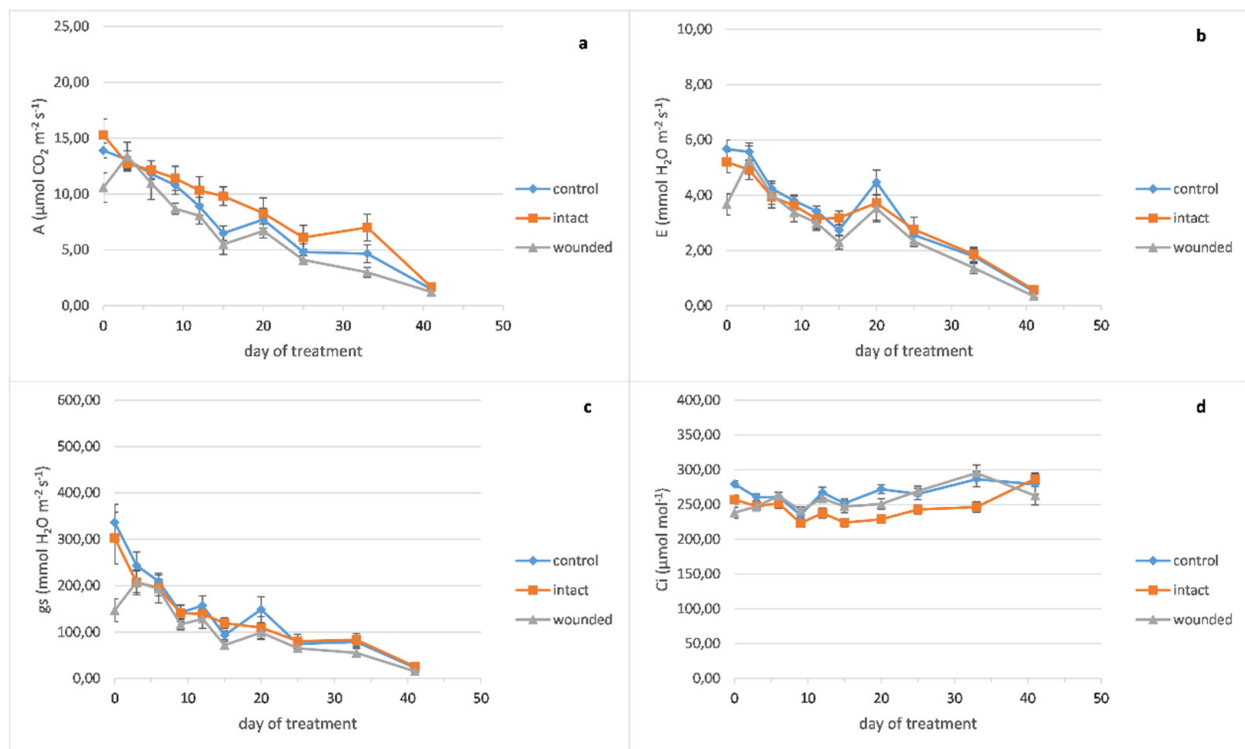 a
25,00
20,00
15,00
10,00
5,00
0,00
A (µmol CO₂ m⁻² s⁻¹)
0 10 20 30 40 50
day of treatment
control
intact
wounded
b
10,00
8,00
6,00
4,00
2,00
0,00
E (mmol H₂O m⁻² s⁻¹)
0 10 20 30 40 50
day of treatment
control
intact
wounded
c
600,00
500,00
400,00
300,00
200,00
100,00
0,00
gs (mmol H₂O m⁻² s⁻¹)
0 10 20 30 40 50
day of treatment
control
intact
wounded
d
400,00
350,00
300,00
250,00
200,00
150,00
100,00
50,00
0,00
Ci (µmol mol⁻¹)
0 10 20 30 40 50
day of treatment
control
intact
wounded